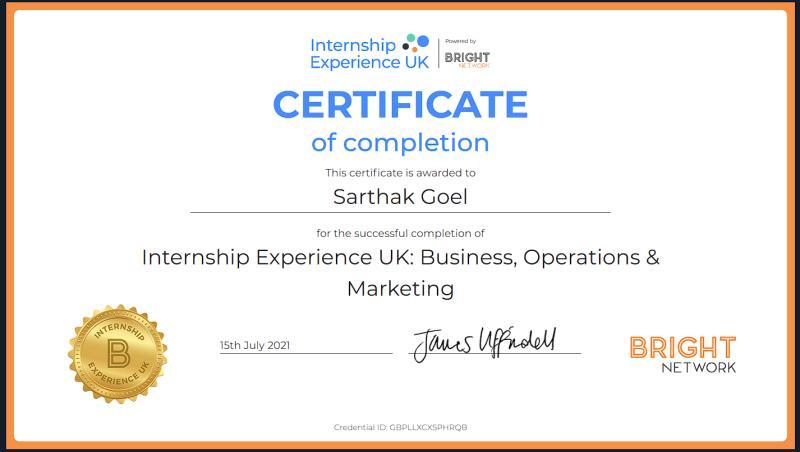 Internship
Experience UK
Powered by
BRIGHT
NETWORK
CERTIFICATE
of completion
This certificate is awarded to
Sarthak Goel
for the successful completion of
Internship Experience UK: Business, Operations &
Marketing
INTERNSHIP
B
EXPERIENCE UK
15th July 2021
James Uffindell
BRIGHT
NETWORK
Credential ID: GBPLLXCXSPHRQB